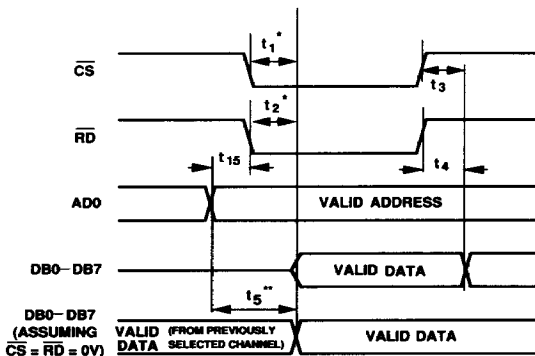 t1*
CS
t3
t2*
RD
t15
t4
AD0
VALID ADDRESS
DB0–DB7
VALID DATA
t5**
DB0–DB7
(ASSUMING
CS = RD = 0V)
VALID DATA
(FROM PREVIOUSLY SELECTED CHANNEL)
VALID DATA